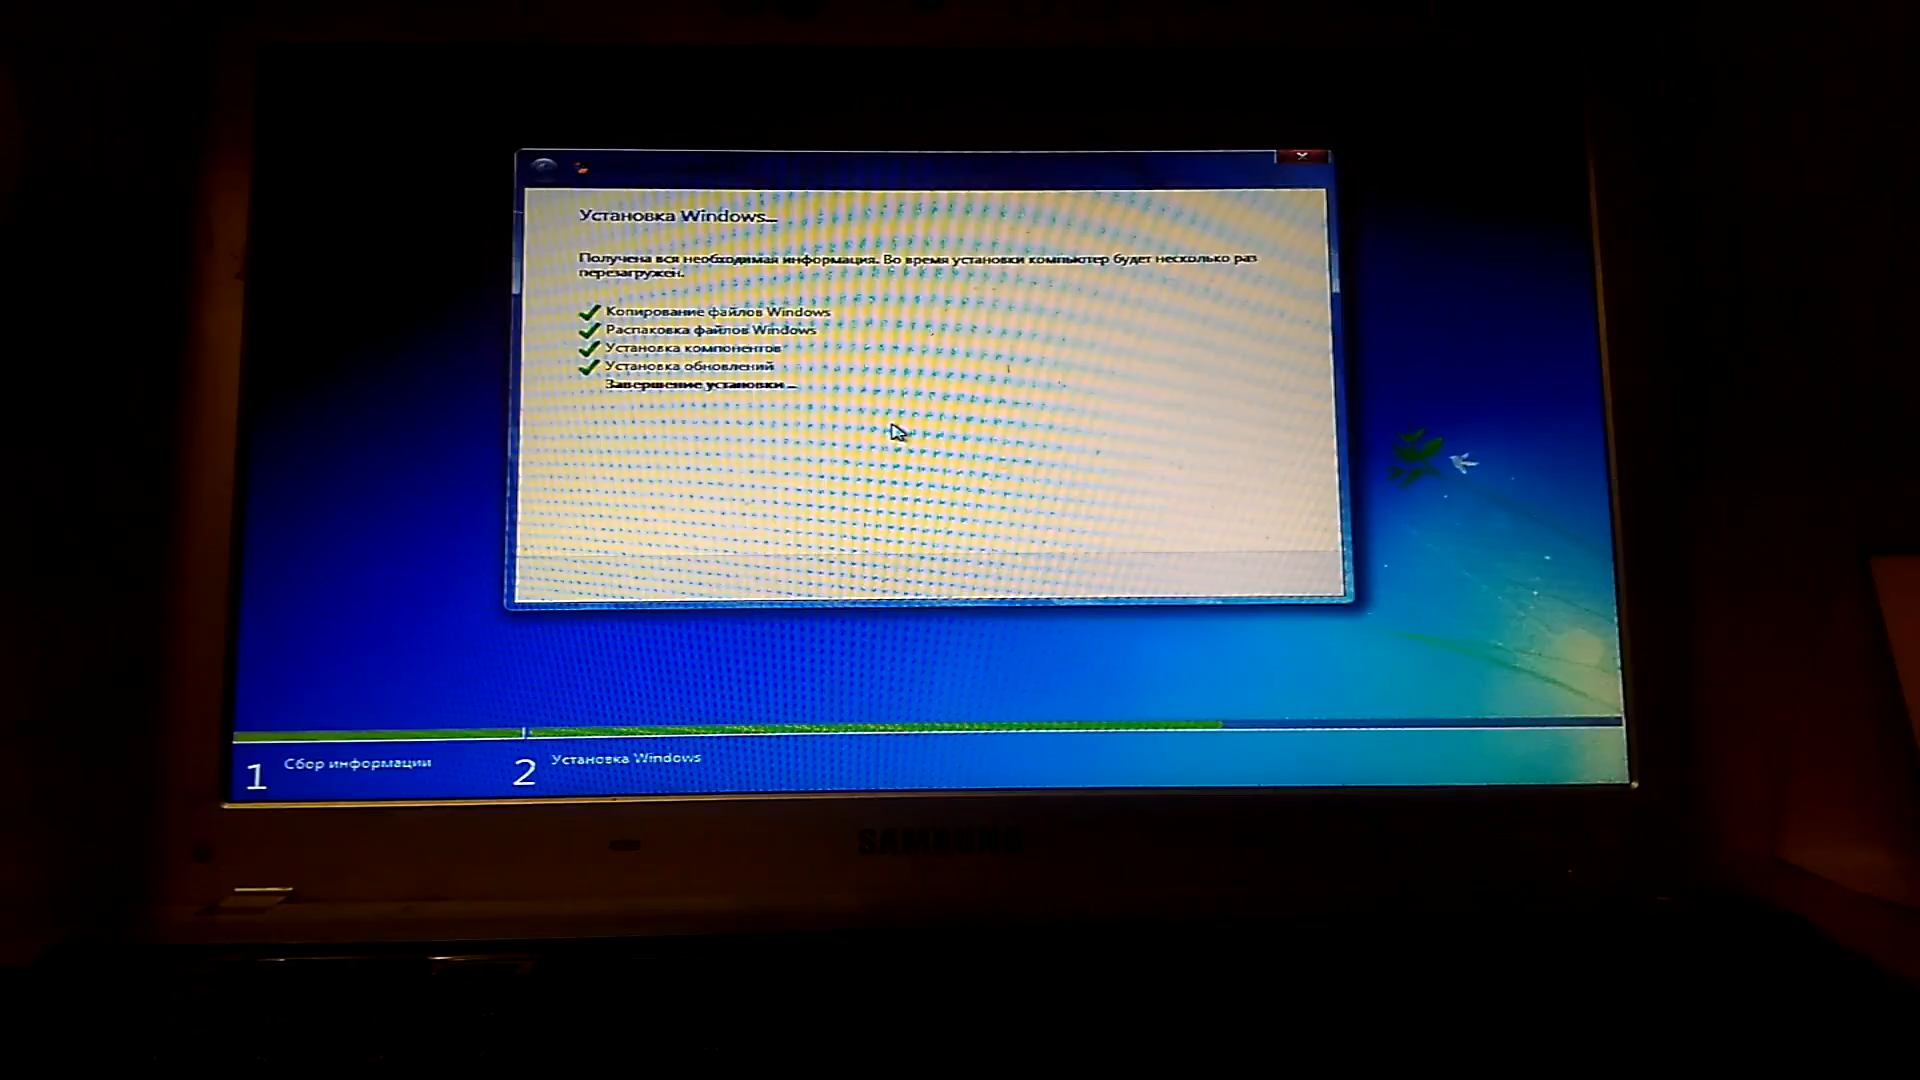 Установка Windows...
Получена вся необходимая информация. Во время установки компьютер будет несколько раз
перезагружен.
Копирование файлов Windows
Распаковка файлов Windows
Установка компонентов
Установка обновлений
Завершение установки ...
1 Сбор информации
2 Установка Windows
SAMSUNG